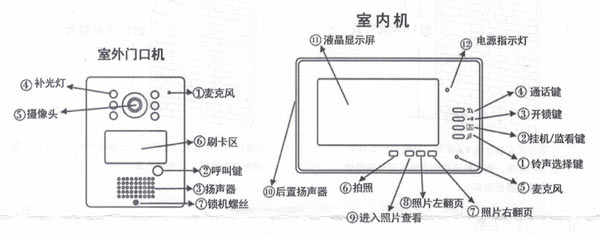 室外门口机
④补光灯
⑤摄像头
①麦克风
⑥刷卡区
②呼叫键
③扬声器
⑦锁机螺丝
室内机
⑪液晶显示屏
⑫电源指示灯
④通话键
③开锁键
②挂机/监看键
①铃声选择键
⑤麦克风
⑩后置扬声器
⑥拍照
⑧照片左翻页
⑦照片右翻页
⑨进入照片查看